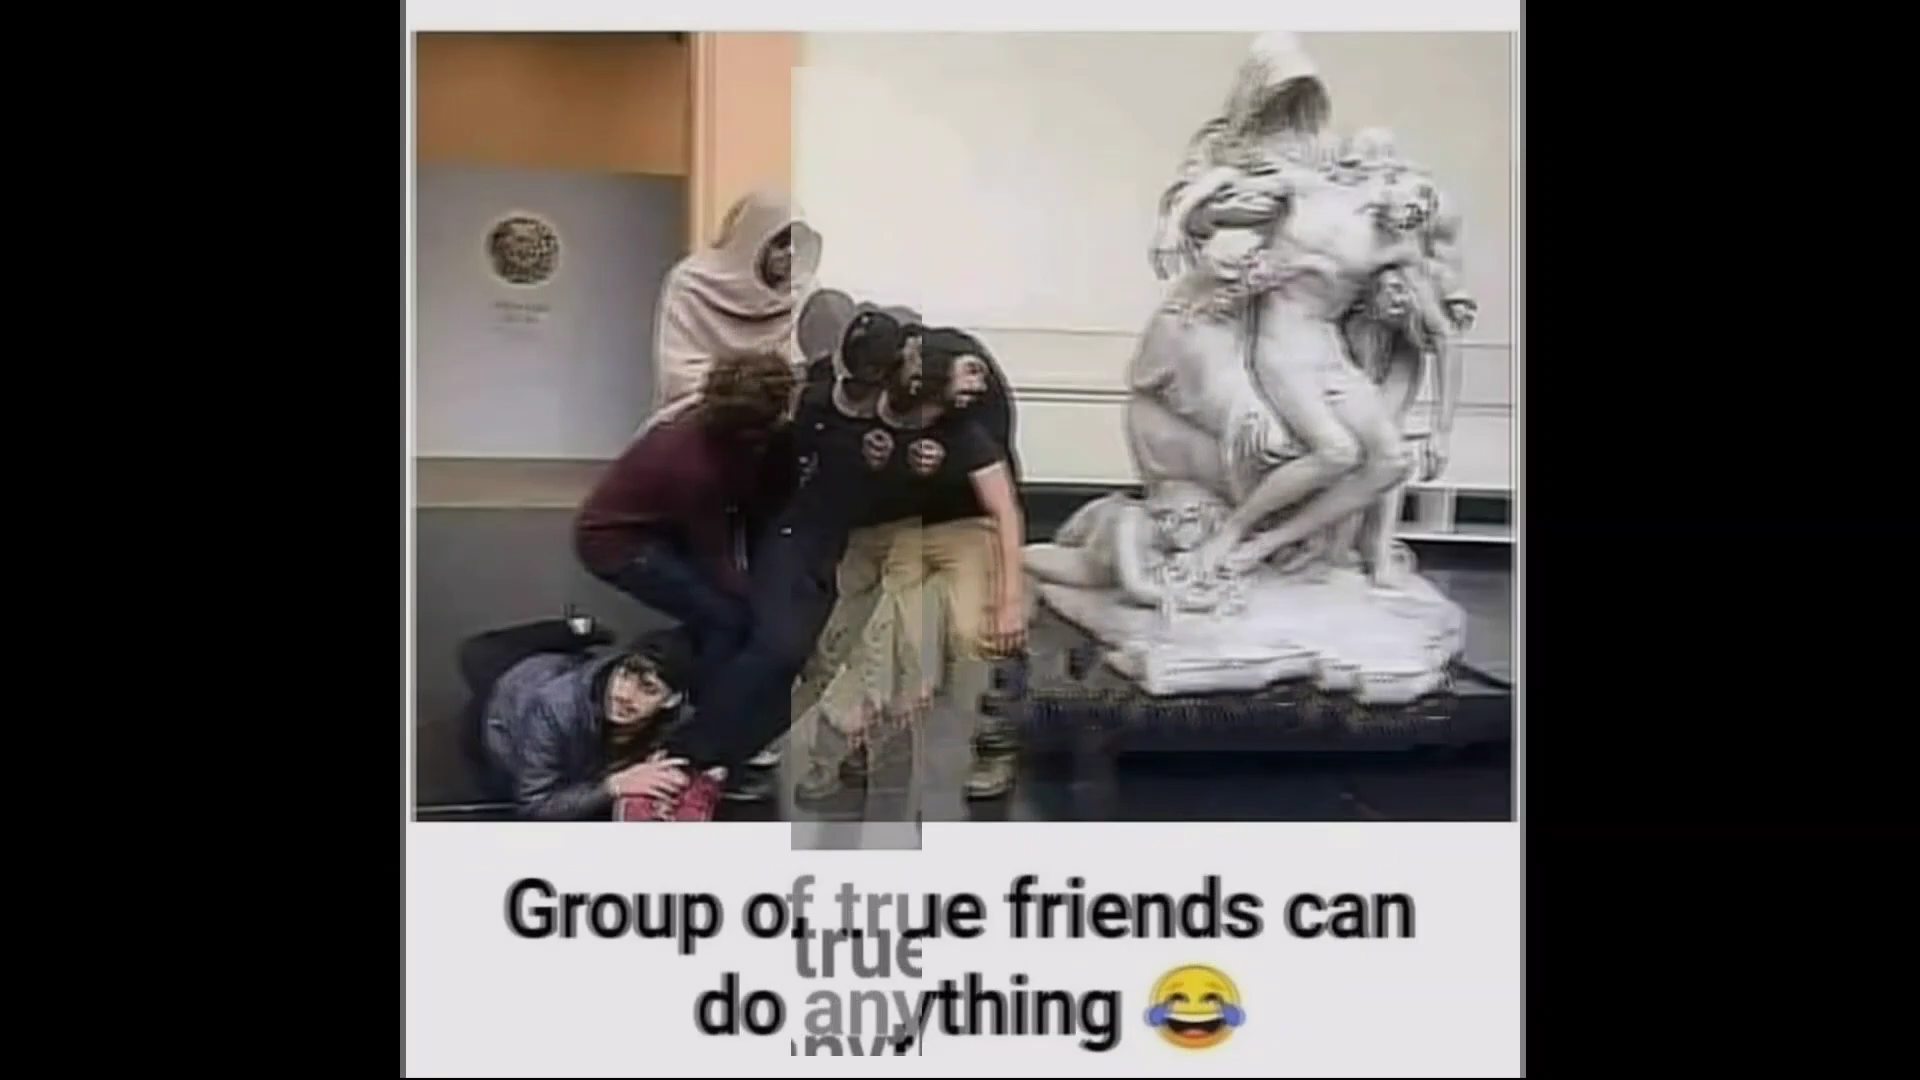 Group of true friends can
do anything 😂